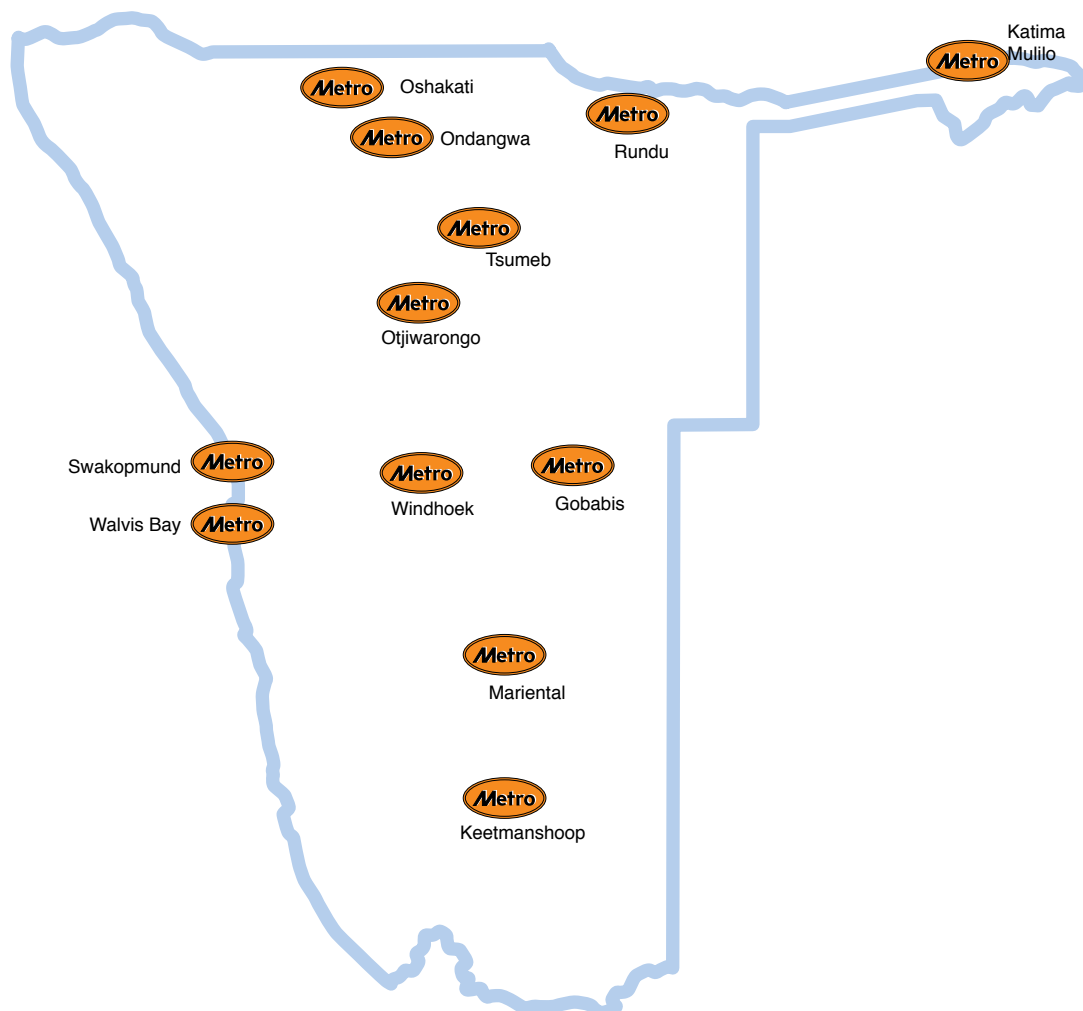 Katima
Mulilo
Metro
Metro
Oshakati
Metro
Rundu
Metro
Ondangwa
Metro
Tsumeb
Metro
Otjiwarongo
Swakopmund
Metro
Metro
Windhoek
Metro
Gobabis
Walvis Bay
Metro
Metro
Mariental
Metro
Keetmanshoop